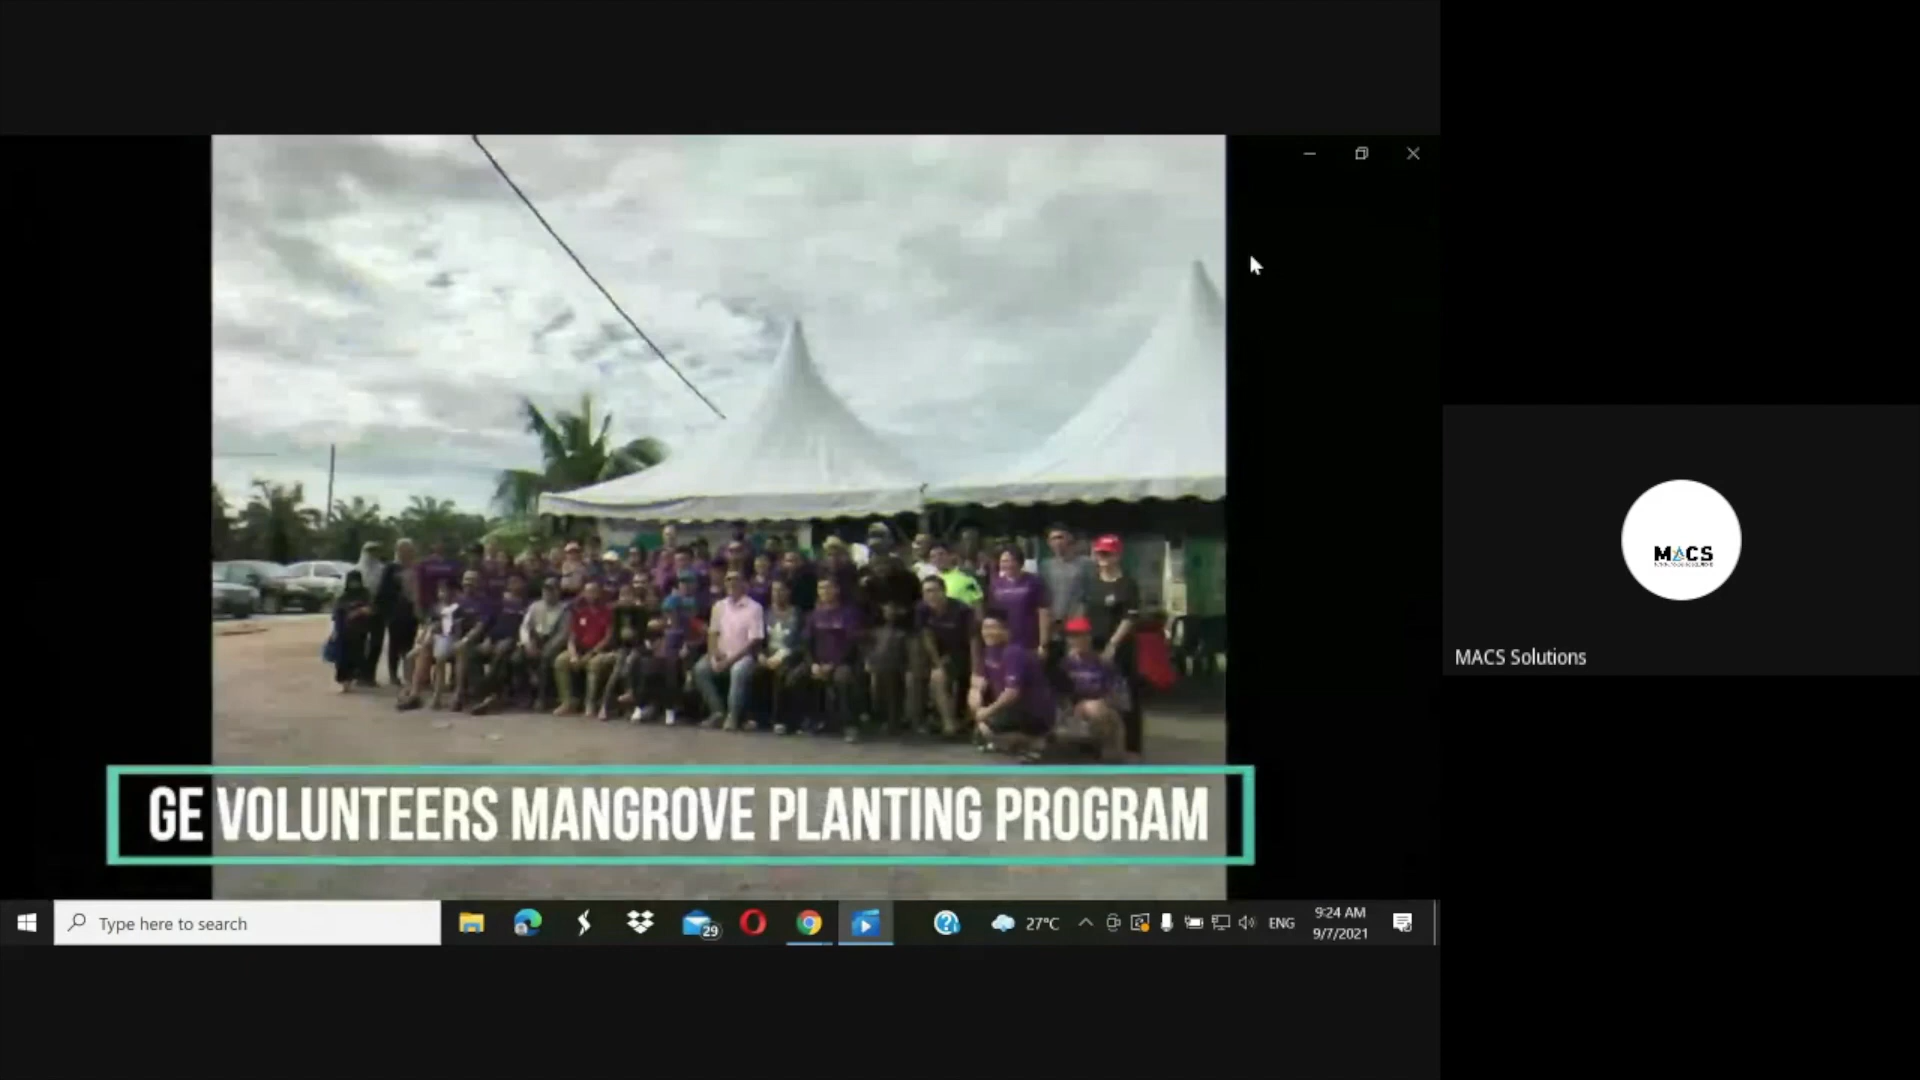 GE VOLUNTEERS MANGROVE PLANTING PROGRAM
MACS
MACS Solutions
Type here to search
29
27°C
ENG
9:24 AM
9/7/2021